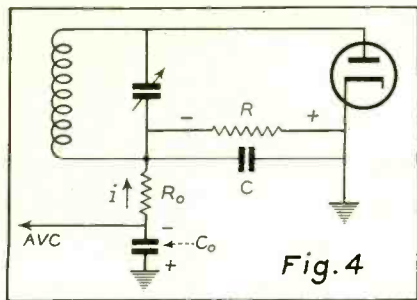 − R +
C
i R₀
AVC − C₀
+
Fig. 4